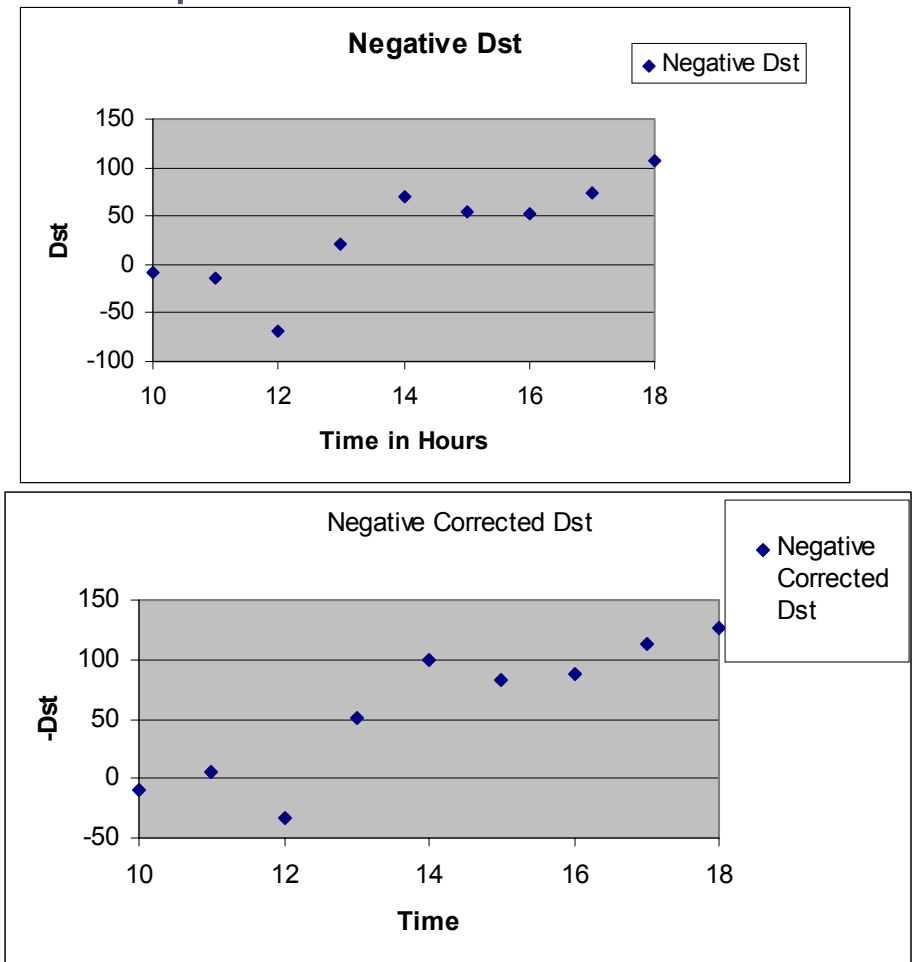 Negative Dst
Negative Dst
150
100
50
0
-50
-100
Dst
10 12 14 16 18
Time in Hours
Negative Corrected Dst
Negative
Corrected
Dst
150
100
50
0
-50
-Dst
10 12 14 16 18
Time